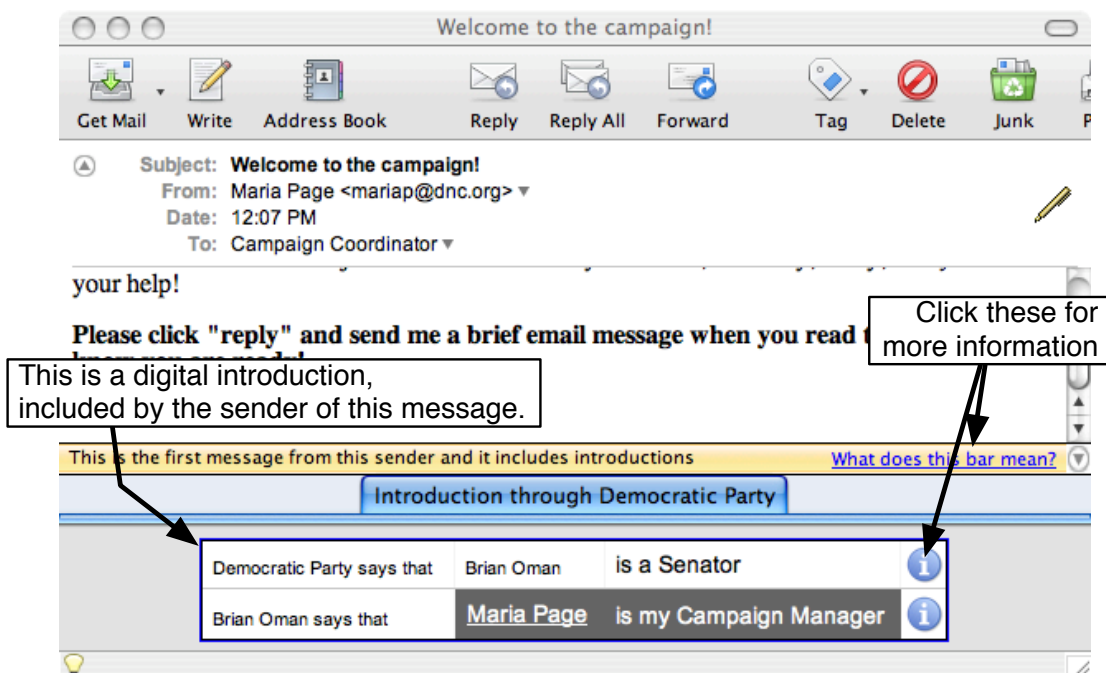 Welcome to the campaign!
Get Mail Write Address Book Reply Reply All Forward Tag Delete Junk
Subject: Welcome to the campaign!
From: Maria Page <mariap@dnc.org>
Date: 12:07 PM
To: Campaign Coordinator
your help!
Click these for
more information
Please click "reply" and send me a brief email message when you read
This is a digital introduction,
included by the sender of this message.
This is the first message from this sender and it includes introductions What does this bar mean?
Introduction through Democratic Party
Democratic Party says that Brian Oman is a Senator i
Brian Oman says that Maria Page is my Campaign Manager i